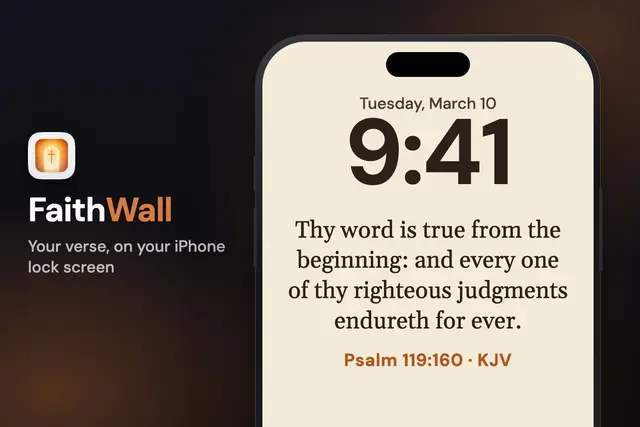 FaithWall
Your verse, on your iPhone
lock screen
Tuesday, March 10
9:41
Thy word is true from the
beginning: and every one
of thy righteous judgments
endureth for ever.
Psalm 119:160 · KJV